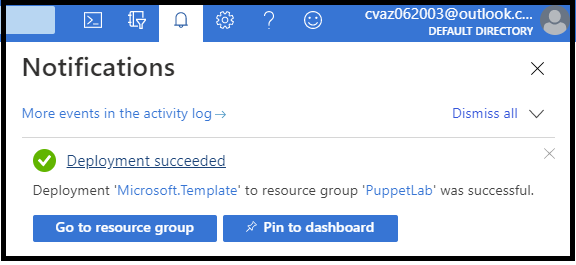 cvaz062003@outlook.c...
DEFAULT DIRECTORY
Notifications
More events in the activity log →
Dismiss all
Deployment succeeded
Deployment 'Microsoft.Template' to resource group 'PuppetLab' was successful.
Go to resource group
Pin to dashboard